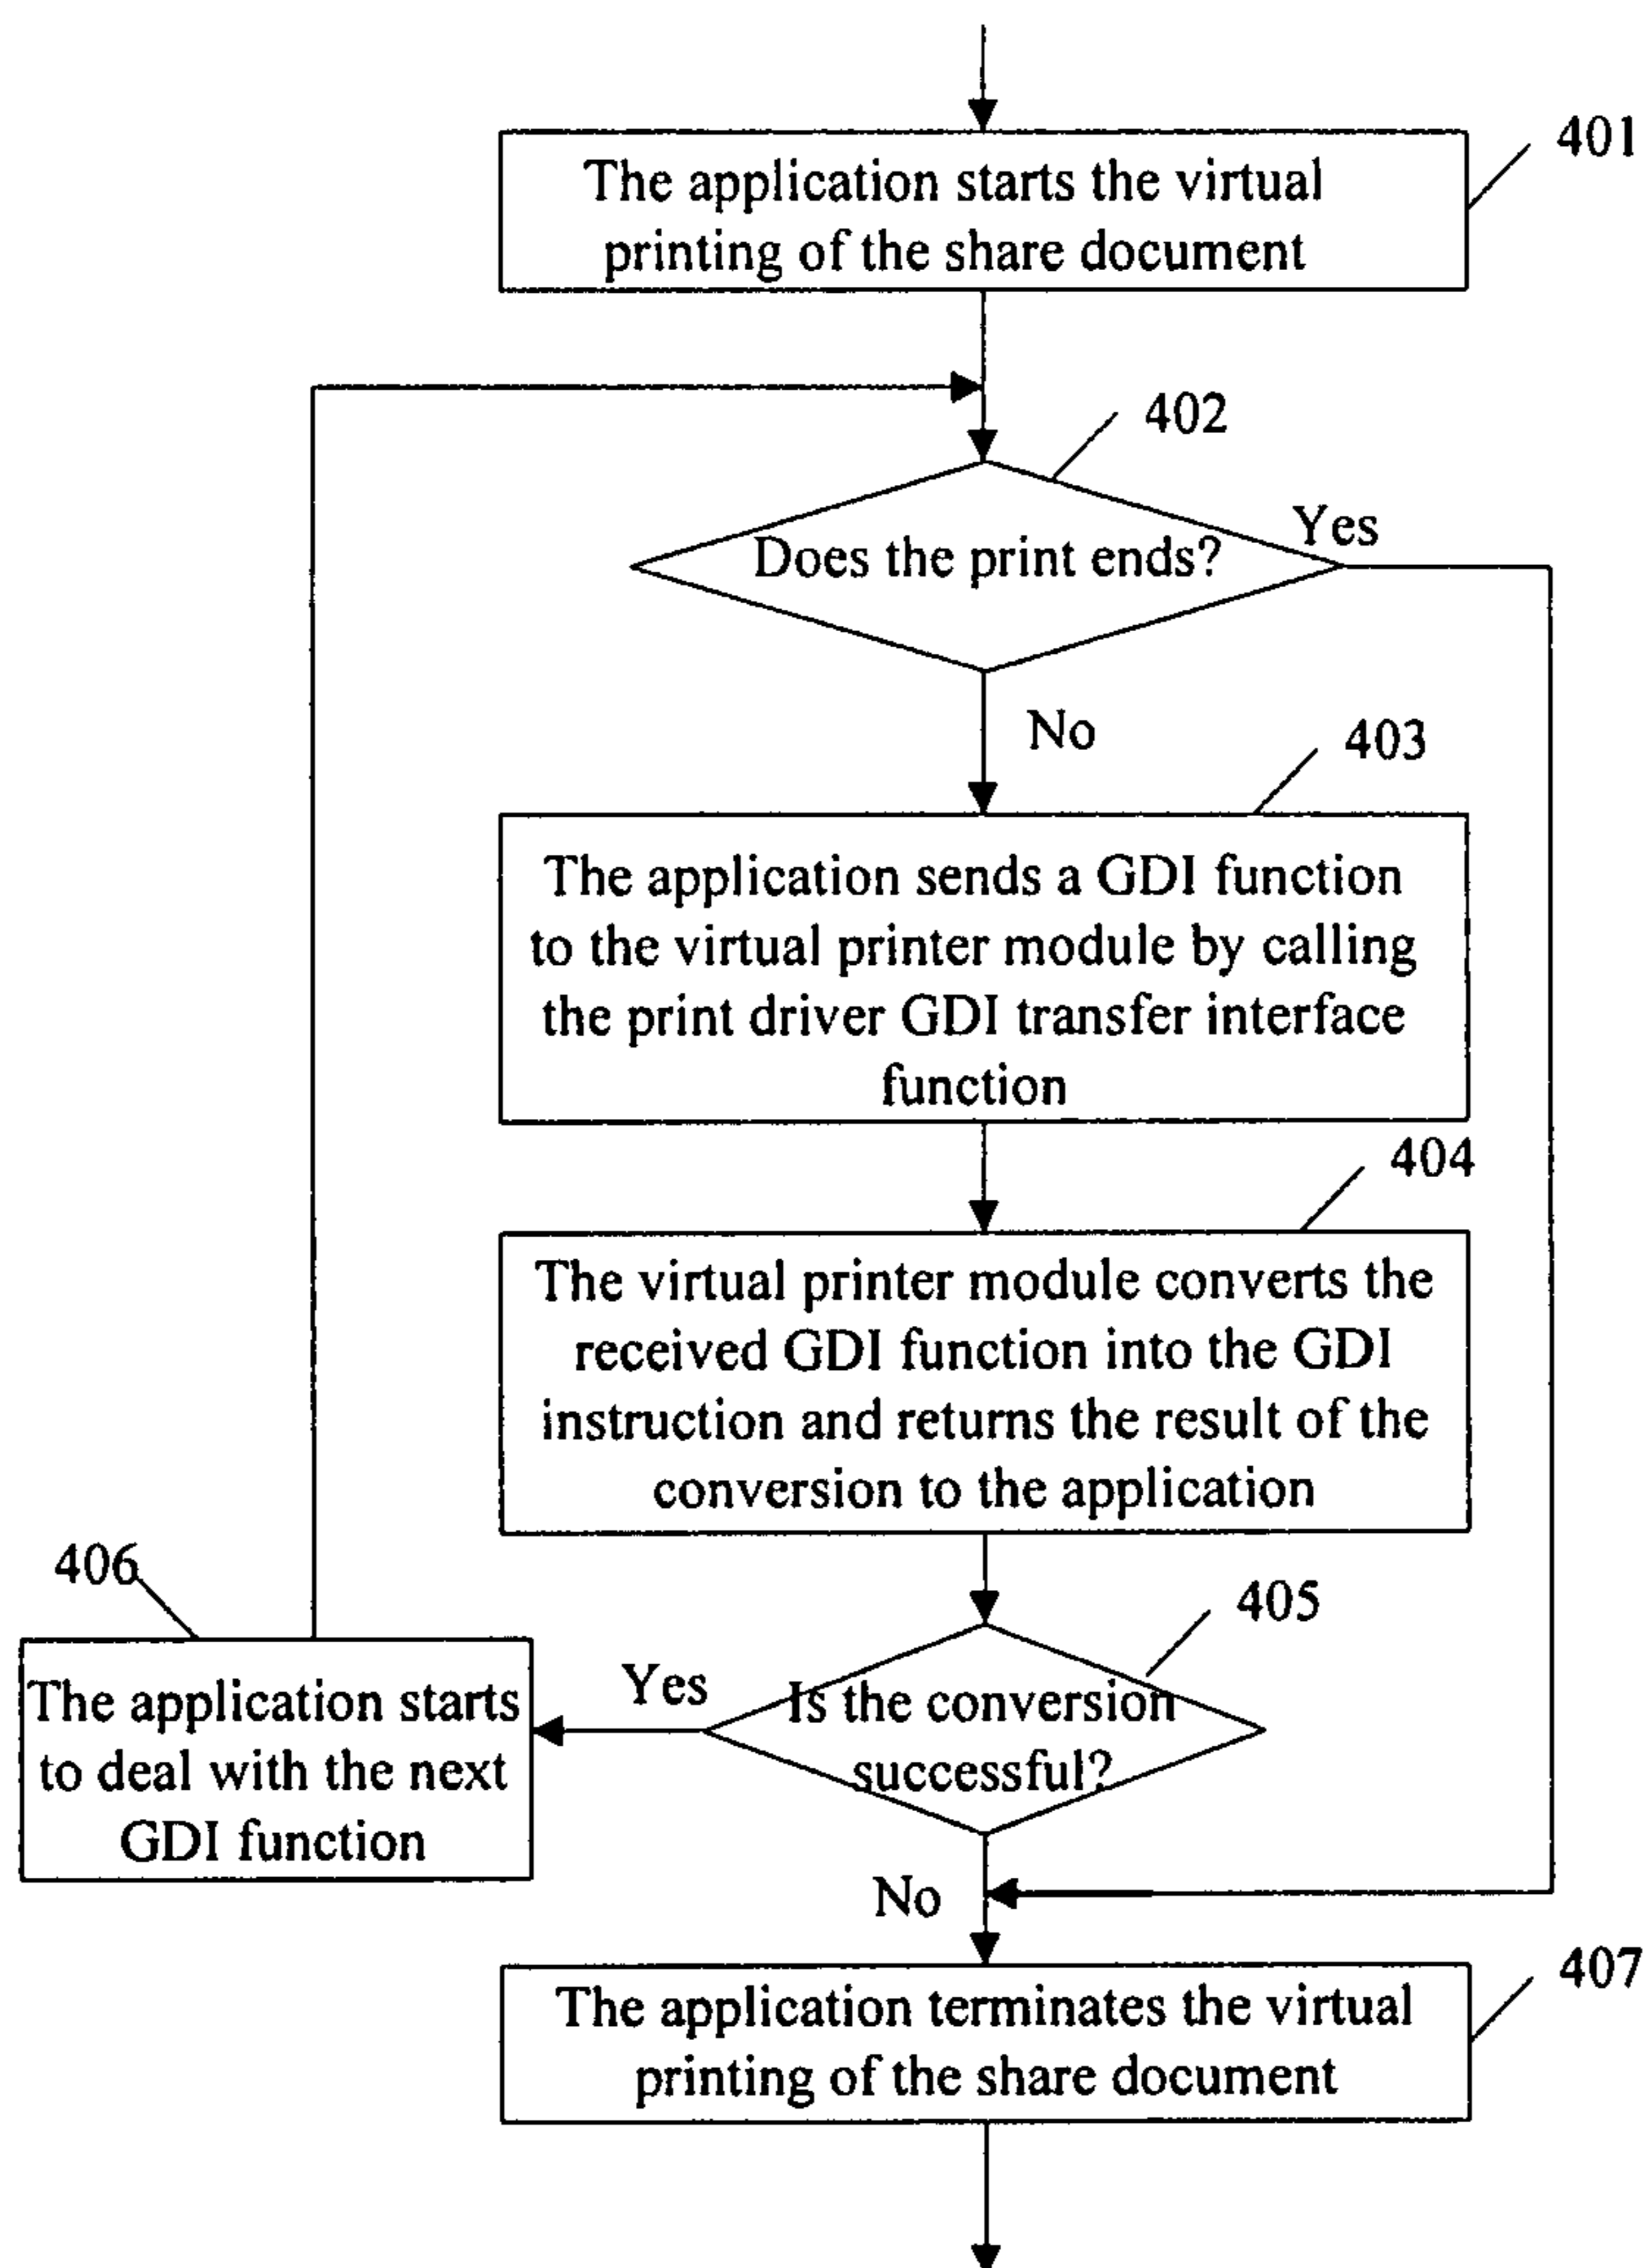 401
The application starts the virtual
printing of the share document
402
Does the print ends?
Yes
No
403
The application sends a GDI function
to the virtual printer module by calling
the print driver GDI transfer interface
function
404
The virtual printer module converts the
received GDI function into the GDI
instruction and returns the result of the
conversion to the application
405
Is the conversion
successful?
Yes
406
The application starts
to deal with the next
GDI function
No
407
The application terminates the virtual
printing of the share document